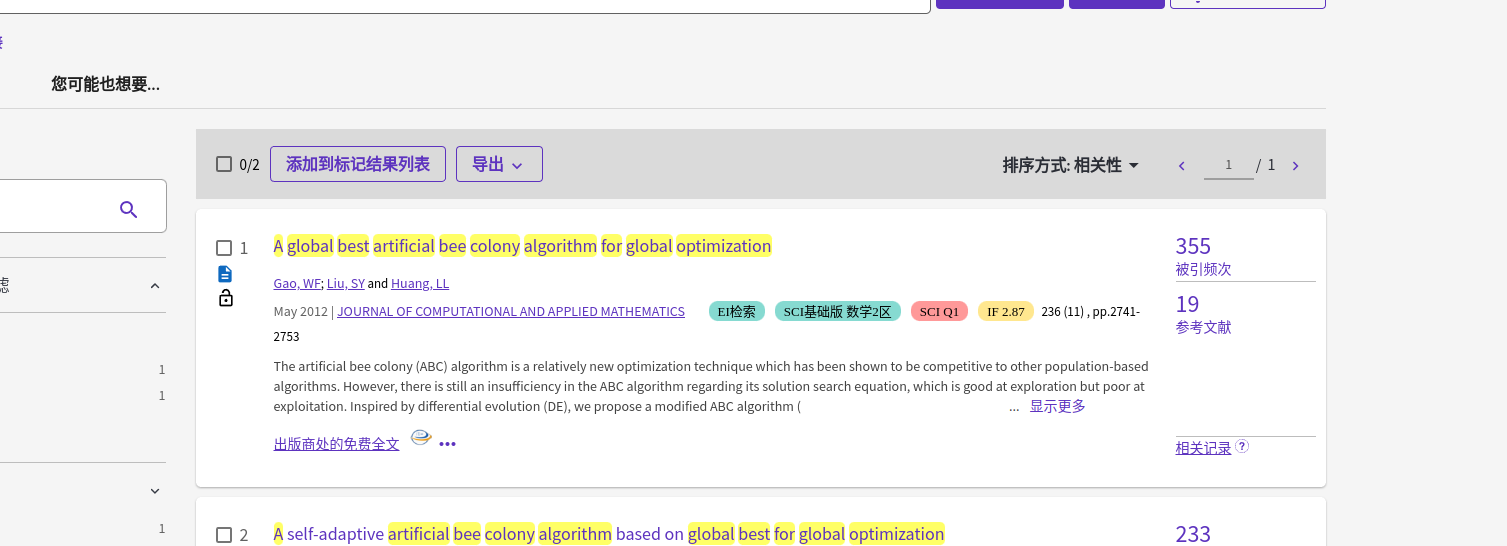 您可能也想要...
0/2 添加到标记结果列表 导出 排序方式: 相关性 1 / 1
滤
1 A global best artificial bee colony algorithm for global optimization 355
被引频次
Gao, WF; Liu, SY and Huang, LL
19
May 2012 | JOURNAL OF COMPUTATIONAL AND APPLIED MATHEMATICS EI检索 SCI基础版 数学2区 SCI Q1 IF 2.87 236 (11) , pp.2741-
参考文献
2753
1
The artificial bee colony (ABC) algorithm is a relatively new optimization technique which has been shown to be competitive to other population-based
algorithms. However, there is still an insufficiency in the ABC algorithm regarding its solution search equation, which is good at exploration but poor at
1
exploitation. Inspired by differential evolution (DE), we propose a modified ABC algorithm ( ... 显示更多
出版商处的免费全文 ••• 相关记录 ?
1
2 A self-adaptive artificial bee colony algorithm based on global best for global optimization 233